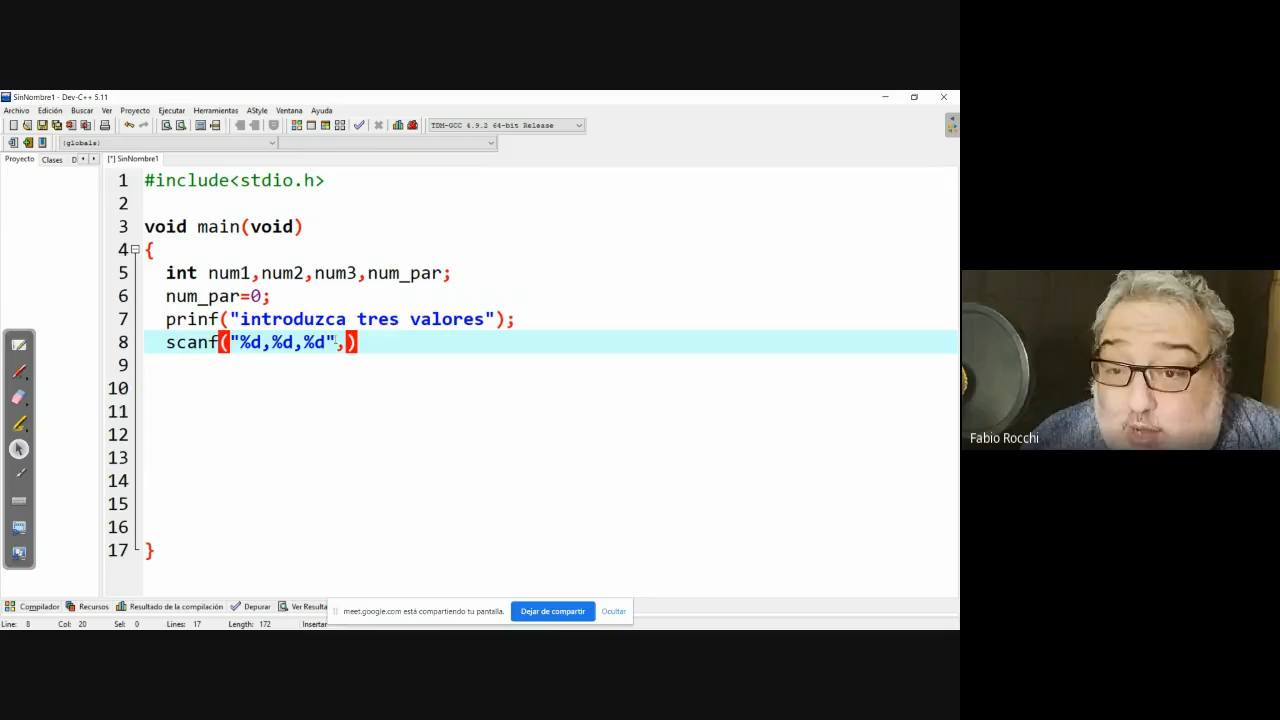 SinNombre1 - Dev-C++ 5.11
Archivo Edición Buscar Ver Proyecto Ejecutar Herramientas AStyle Ventana Ayuda
TDM-GCC 4.9.2 64-bit Release
(globals)
Proyecto Clases D [*] SinNombre1
1 #include<stdio.h>
2
3 void main(void)
4 {
5 int num1,num2,num3,num_par;
6 num_par=0;
7 prinf("introduzca tres valores");
8 scanf("%d,%d,%d",)
9
10
11
12
13
14
15
16
17 }
Fabio Rocchi
Compilador Recursos Resultado de la compilación Depurar Ver Resulta
meet.google.com está compartiendo tu pantalla. Dejar de compartir Ocultar
Line: 8 Col: 20 Sel: 0 Lines: 17 Length: 172 Insertar